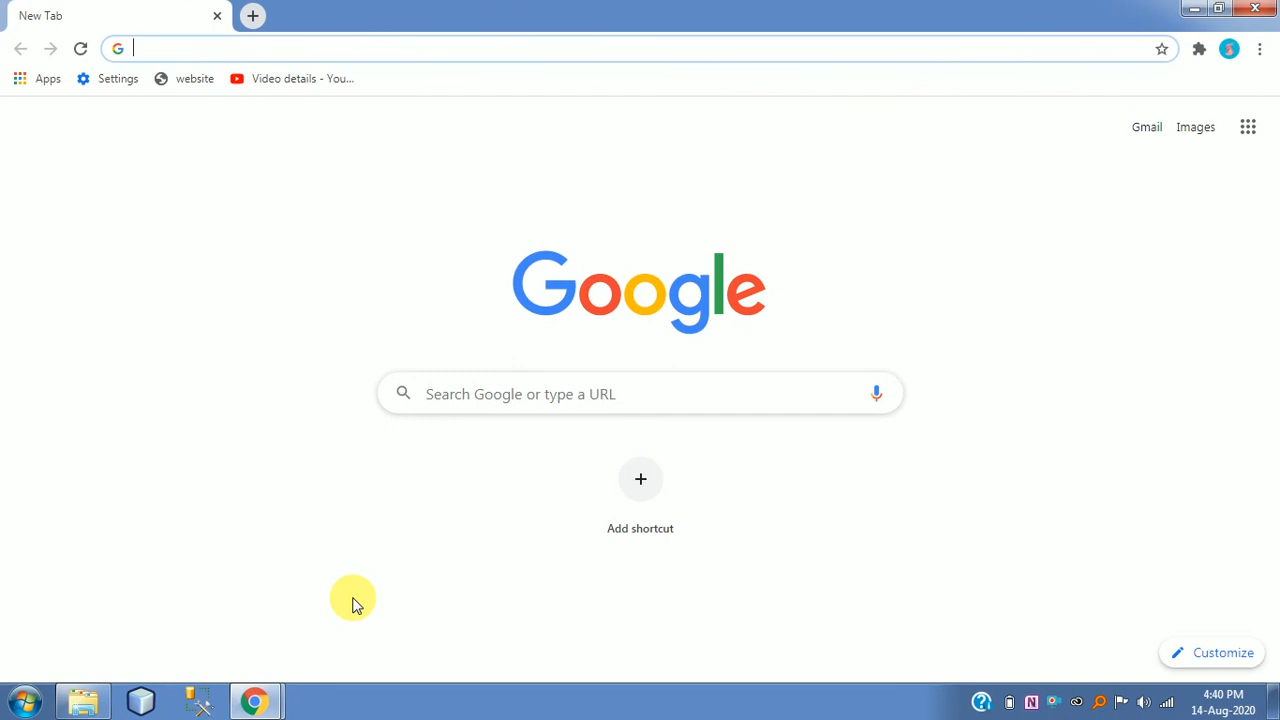 New Tab
Apps
Settings
website
Video details - You...
Gmail
Images
Google
Search Google or type a URL
Add shortcut
Customize
4:40 PM
14-Aug-2020